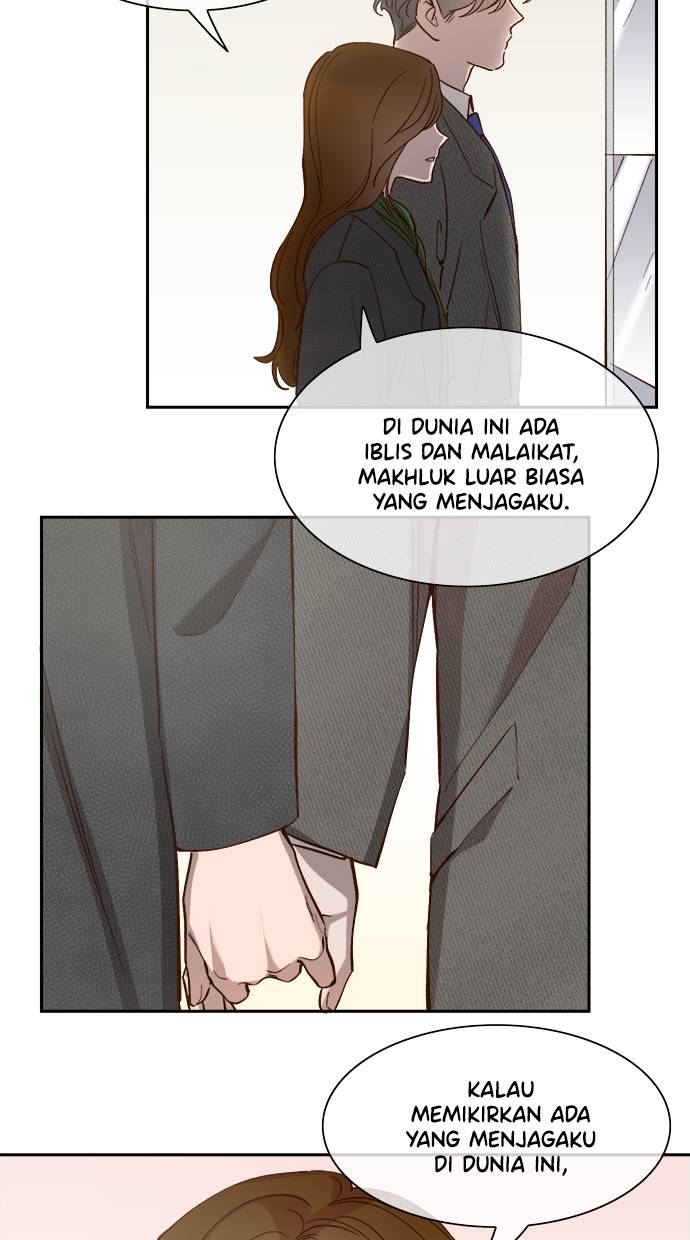 DI DUNIA INI ADA
IBLIS DAN MALAIKAT,
MAKHLUK LUAR BIASA
YANG MENJAGAKU.
KALAU
MEMIKIRKAN ADA
YANG MENJAGAKU
DI DUNIA INI,